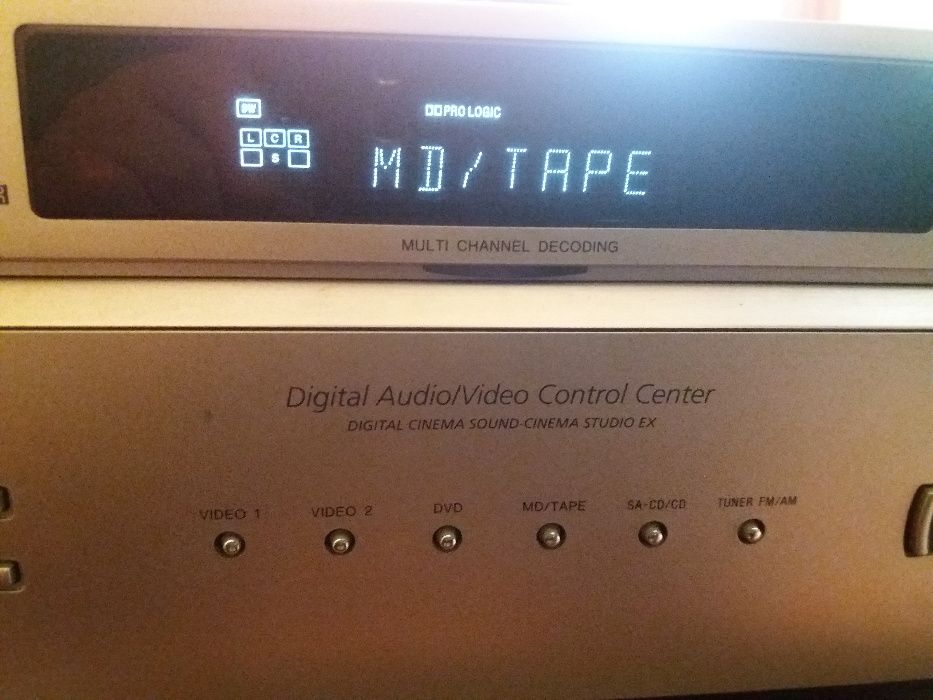 SW
PRO LOGIC
L C R
S
MD/TAPE
MULTI CHANNEL DECODING
Digital Audio/Video Control Center
DIGITAL CINEMA SOUND-CINEMA STUDIO EX
VIDEO 1 VIDEO 2 DVD MD/TAPE SA-CD/CD TUNER FM/AM